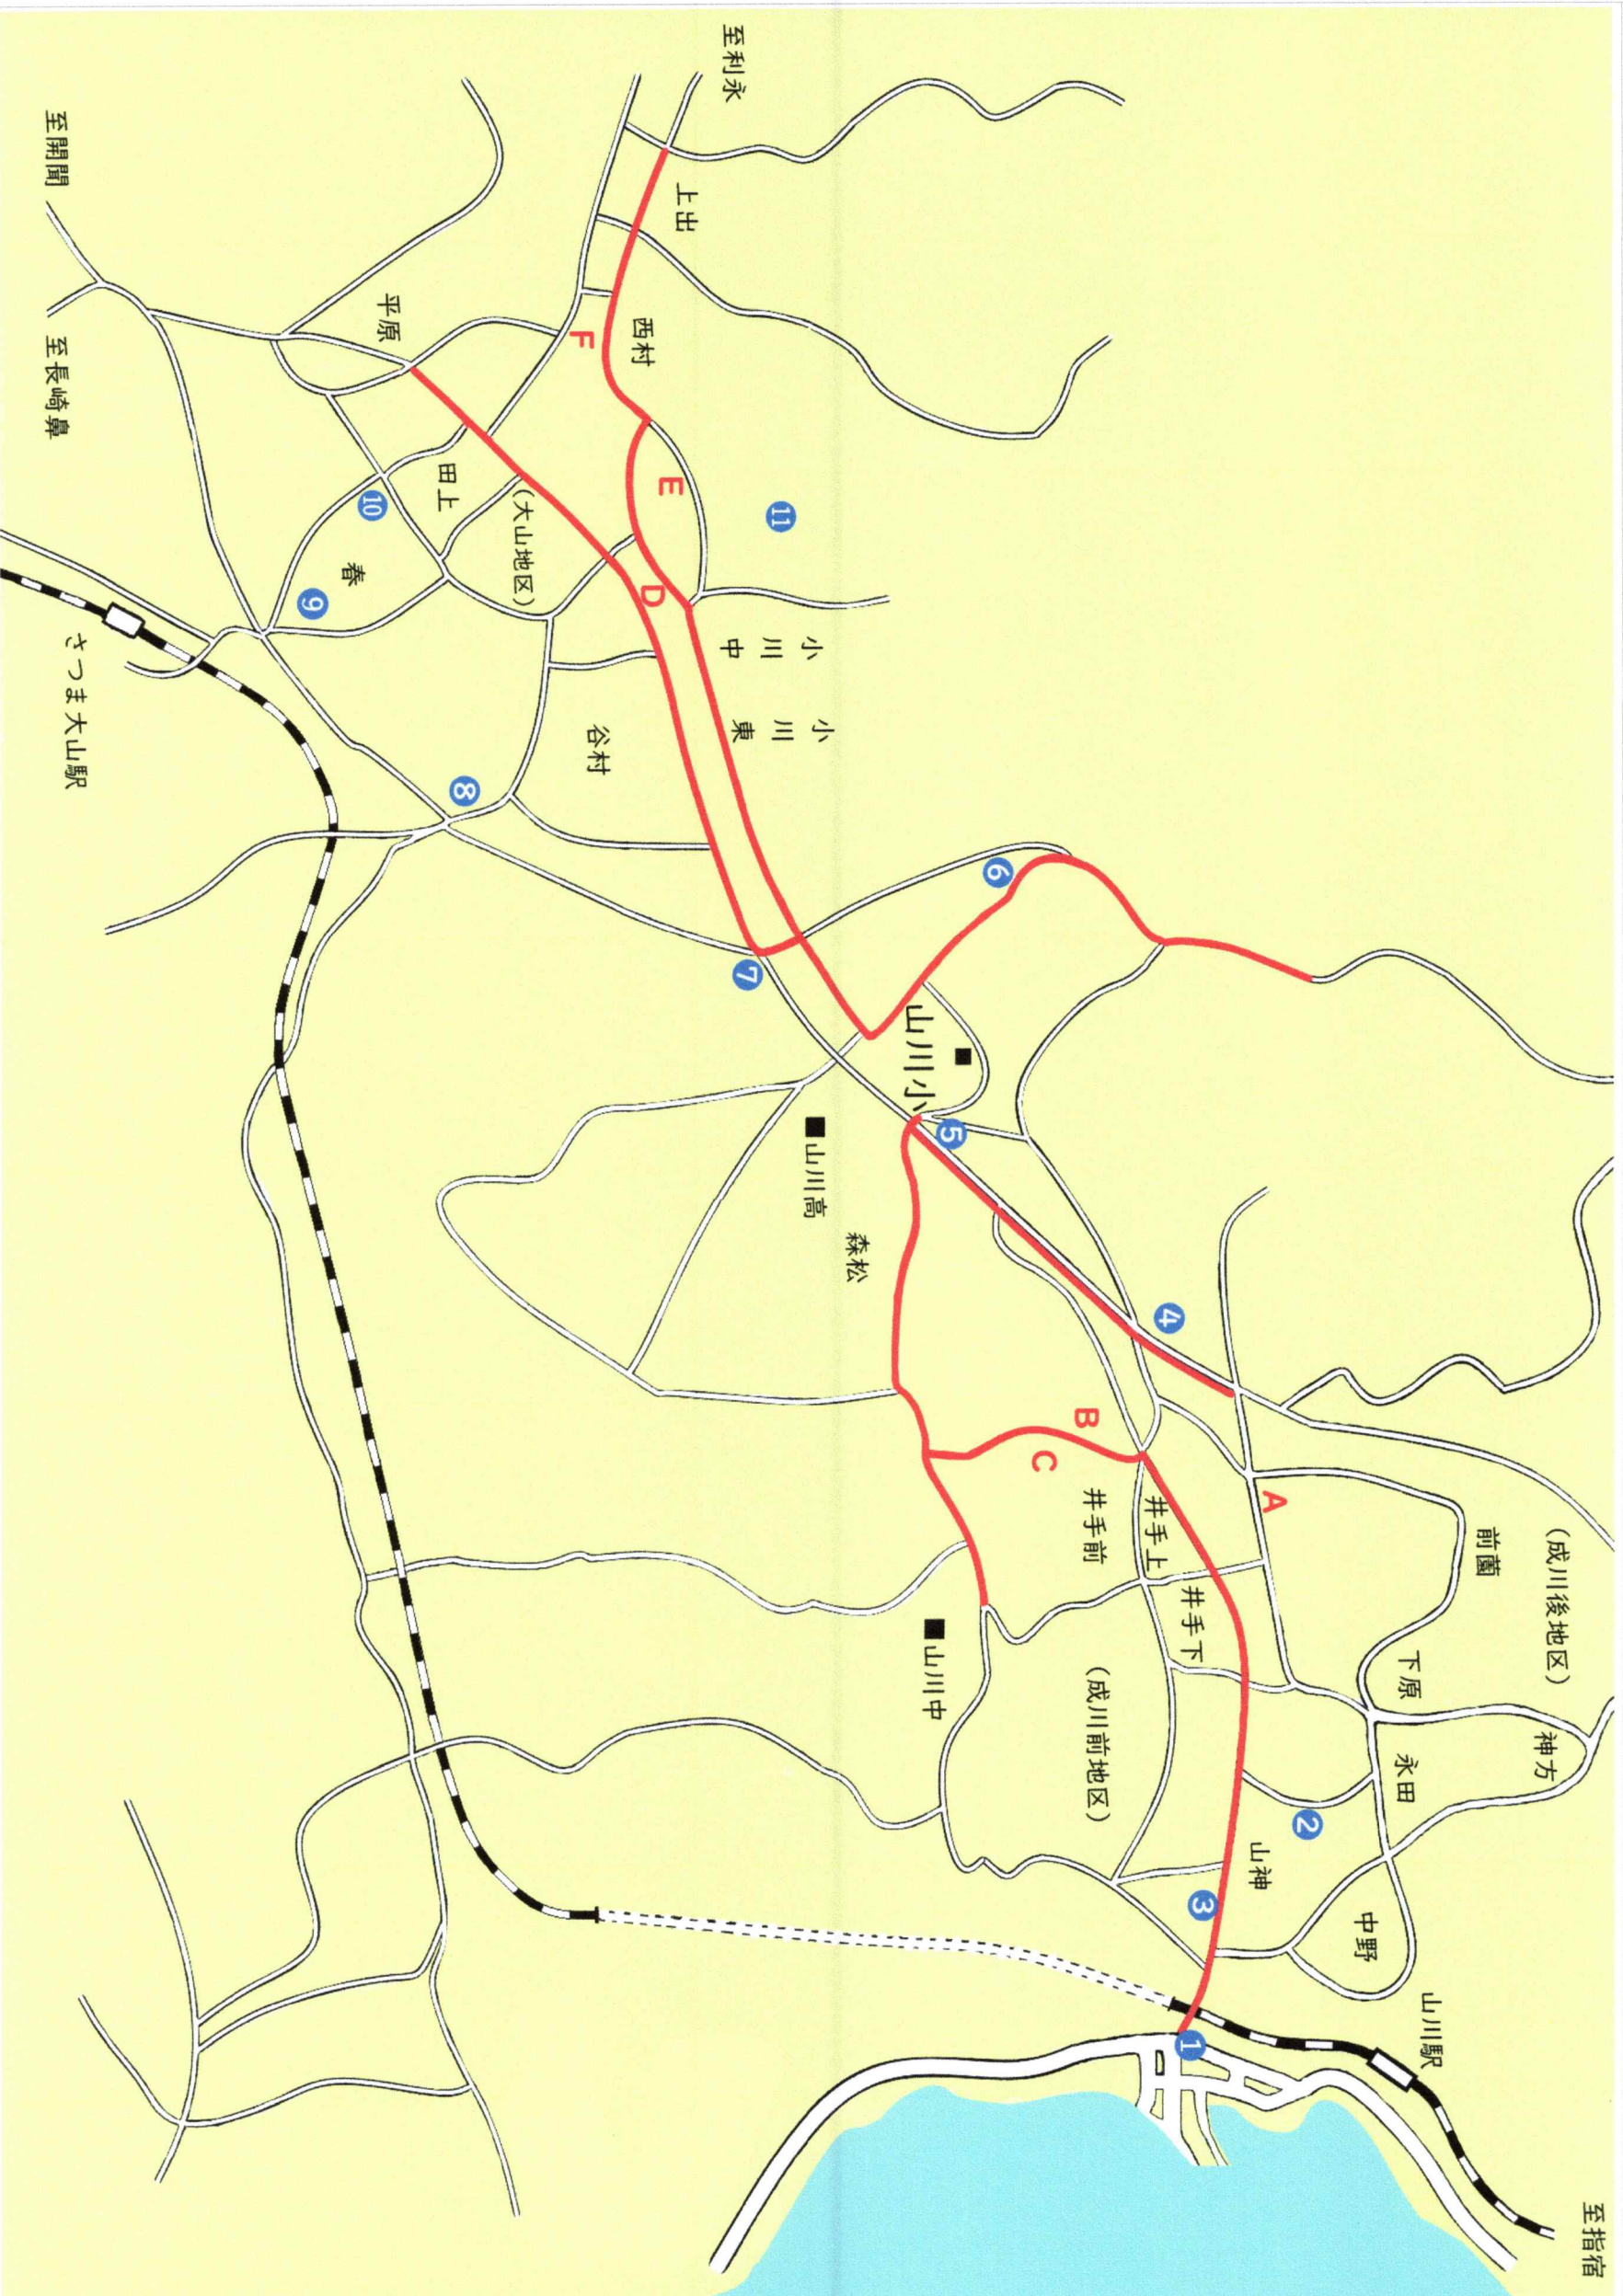 至指宿
山川駅
(成川後地区)
前薗
下原
神方
永田
中野
山神
A
井手上
井手下
井手前
(成川前地区)
B
C
1
2
3
4
5
山川小
山川高
森松
山川中
6
7
小川中
小川東
11
D
E
F
至利永
上出
西村
平原
田上
(大山地区)
谷村
春
8
9
10
さつま大山駅
至開聞
至長崎鼻